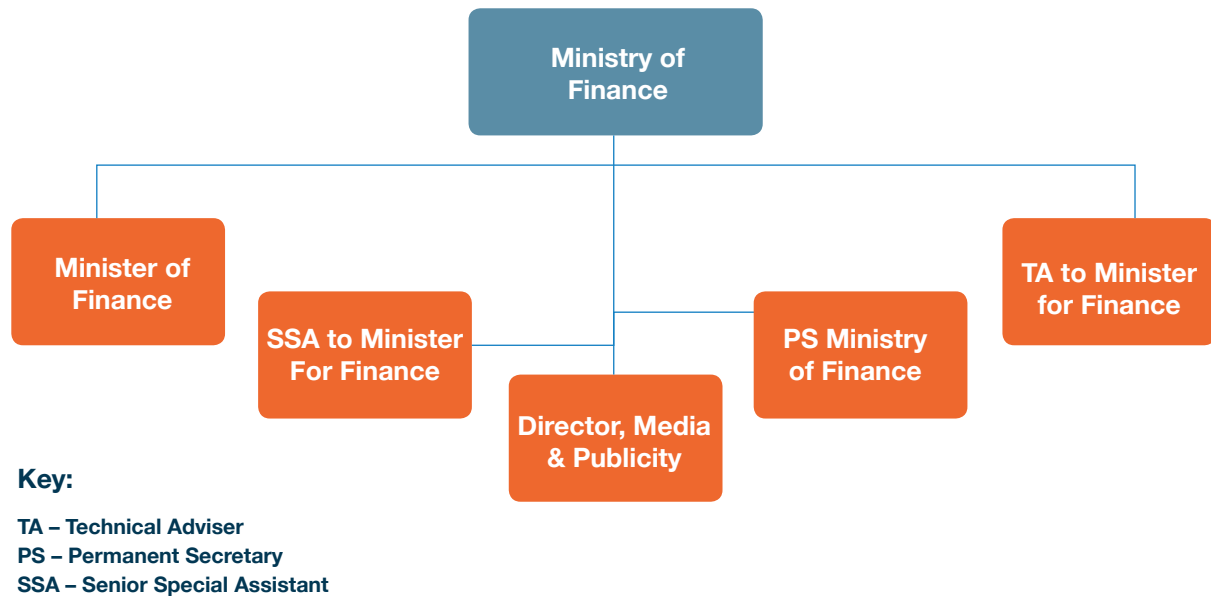 Ministry of
Finance
Minister of
Finance
SSA to Minister
For Finance
Director, Media
& Publicity
PS Ministry
of Finance
TA to Minister
for Finance
Key:
TA – Technical Adviser
PS – Permanent Secretary
SSA – Senior Special Assistant